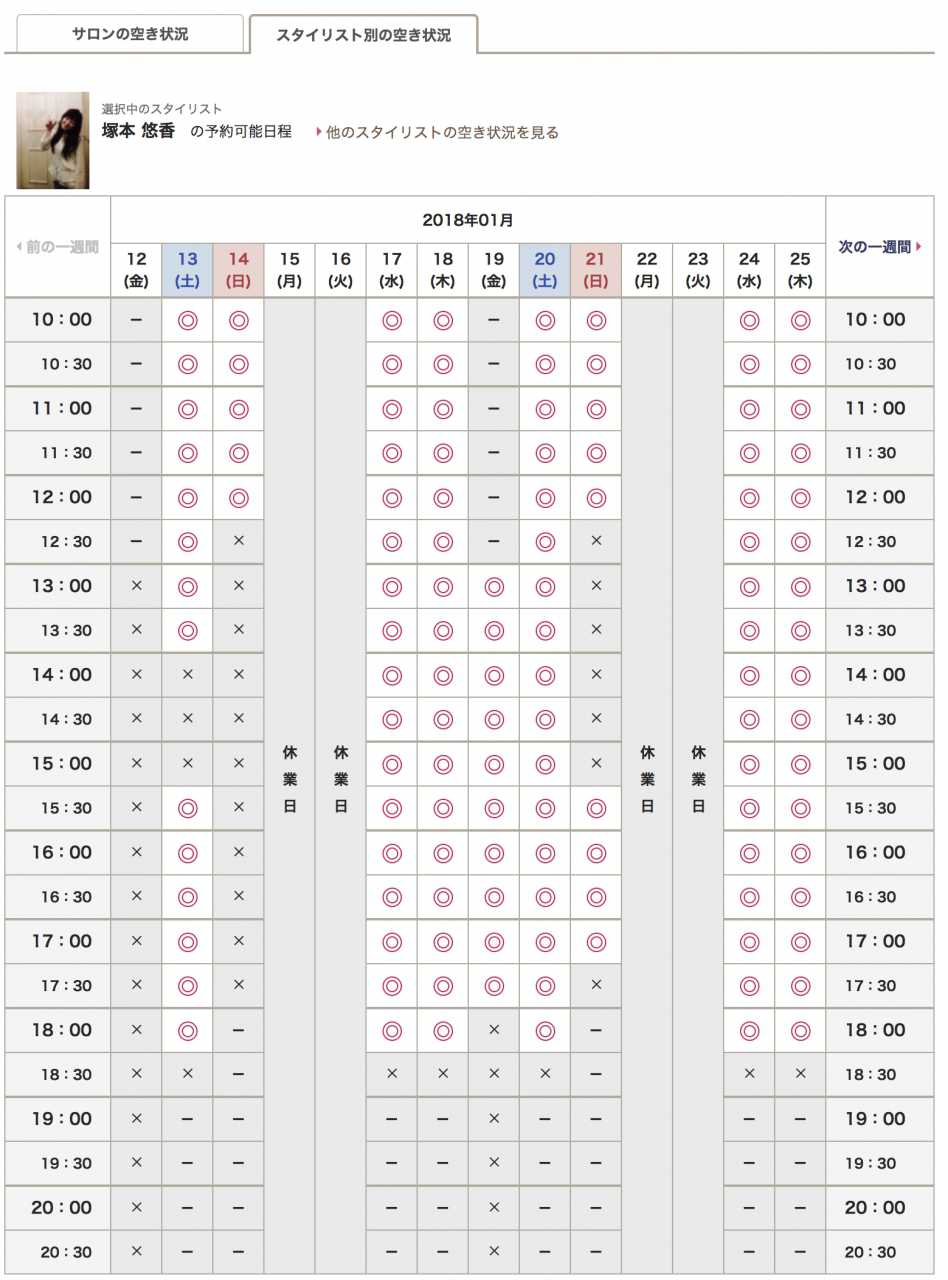 サロンの空き状況 スタイリスト別の空き状況
選択中のスタイリスト
塚本 悠香 の予約可能日程 他のスタイリストの空き状況を見る
前の一週間 2018年01月 次の一週間
12 13 14 15 16 17 18 19 20 21 22 23 24 25
(金) (土) (日) (月) (火) (水) (木) (金) (土) (日) (月) (火) (水) (木)
10：00 − ◎ ◎ ◎ ◎ − ◎ ◎ ◎ ◎ 10：00
10：30 − ◎ ◎ ◎ ◎ − ◎ ◎ ◎ ◎ 10：30
11：00 − ◎ ◎ ◎ ◎ − ◎ ◎ ◎ ◎ 11：00
11：30 − ◎ ◎ ◎ ◎ − ◎ ◎ ◎ ◎ 11：30
12：00 − ◎ ◎ ◎ ◎ − ◎ ◎ ◎ ◎ 12：00
12：30 − ◎ × ◎ ◎ − ◎ × ◎ ◎ 12：30
13：00 × ◎ × ◎ ◎ ◎ ◎ × ◎ ◎ 13：00
13：30 × ◎ × ◎ ◎ ◎ ◎ × ◎ ◎ 13：30
14：00 × × × ◎ ◎ ◎ ◎ × ◎ ◎ 14：00
14：30 × × × ◎ ◎ ◎ ◎ × ◎ ◎ 14：30
15：00 × × × 休業日 休業日 ◎ ◎ ◎ ◎ × 休業日 休業日 ◎ ◎ 15：00
15：30 × ◎ × ◎ ◎ ◎ ◎ ◎ ◎ ◎ 15：30
16：00 × ◎ × ◎ ◎ ◎ ◎ ◎ ◎ ◎ 16：00
16：30 × ◎ × ◎ ◎ ◎ ◎ ◎ ◎ ◎ 16：30
17：00 × ◎ × ◎ ◎ ◎ ◎ ◎ ◎ ◎ 17：00
17：30 × ◎ × ◎ ◎ ◎ ◎ × ◎ ◎ 17：30
18：00 × ◎ − ◎ ◎ × ◎ − ◎ ◎ 18：00
18：30 × × − × × × × − × × 18：30
19：00 × − − − − × − − − − 19：00
19：30 × − − − − × − − − − 19：30
20：00 × − − − − × − − − − 20：00
20：30 × − − − − × − − − − 20：30